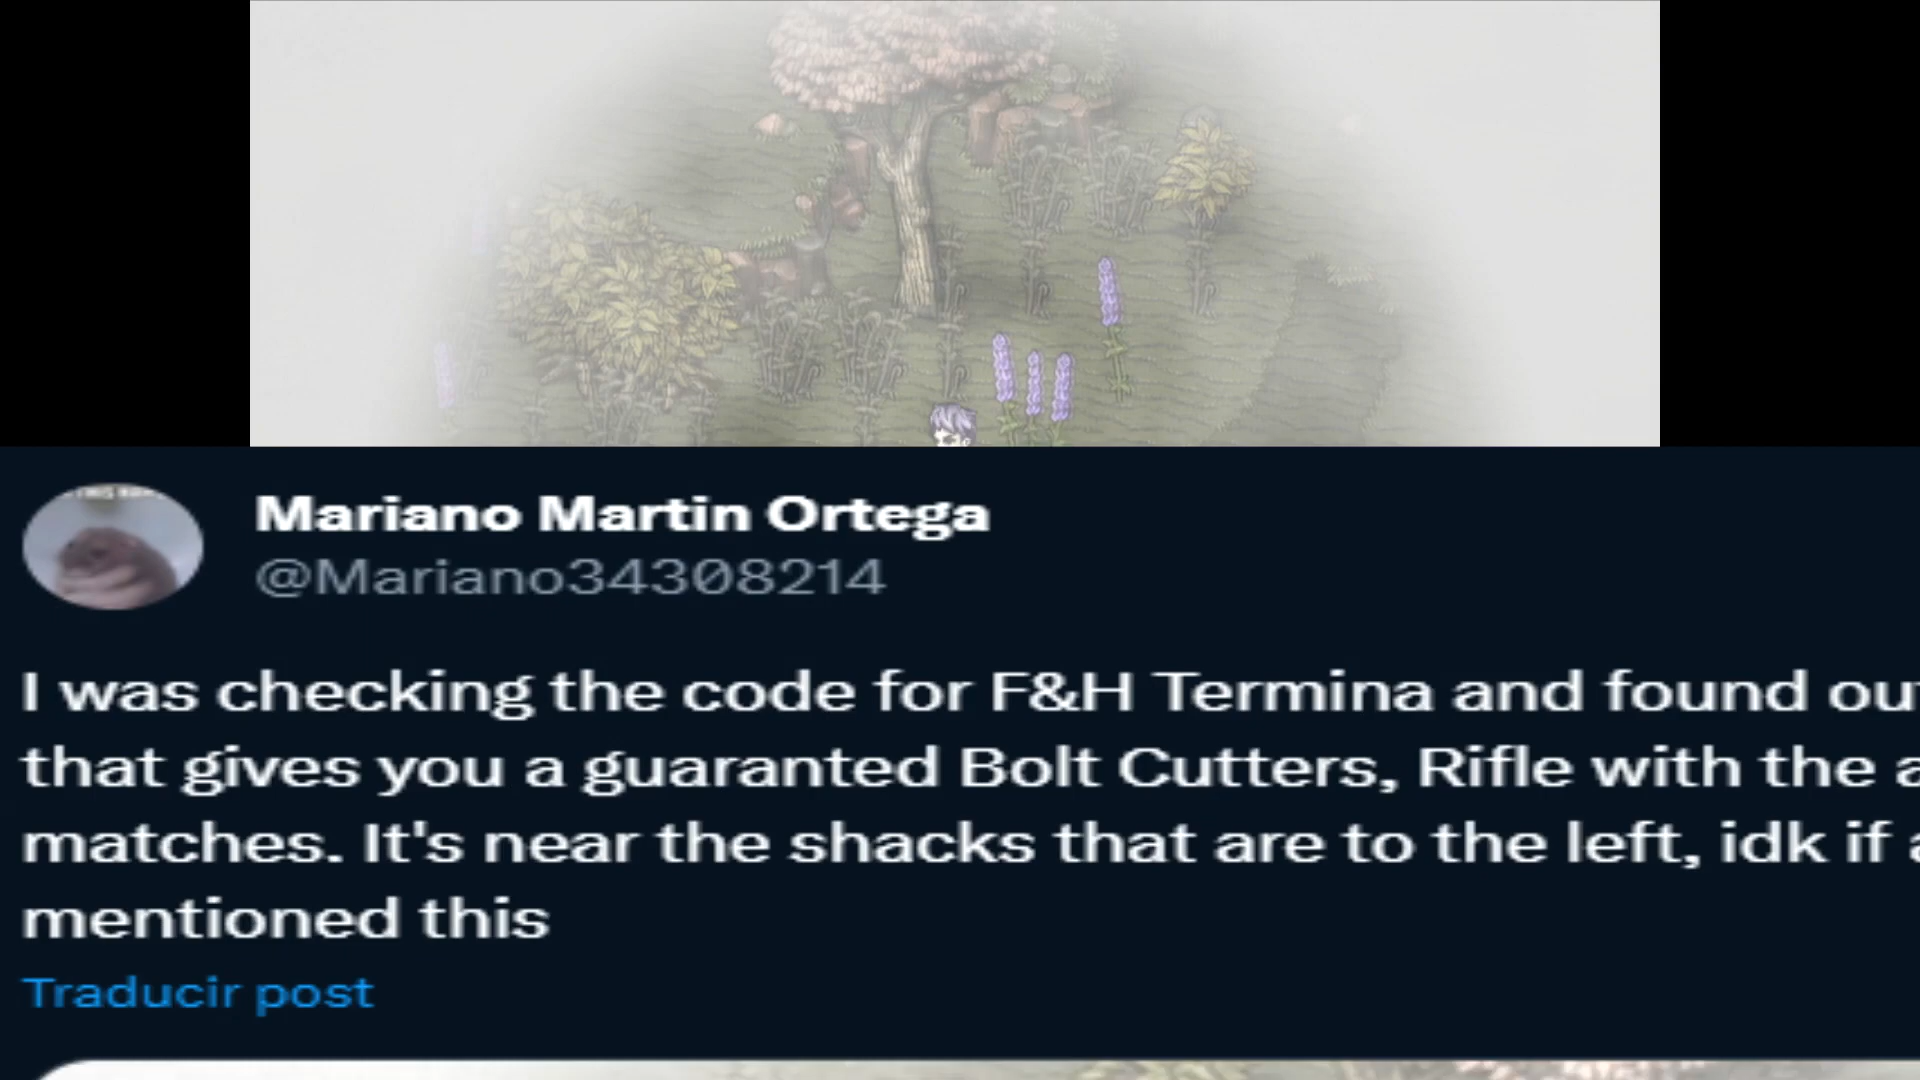 Mariano Martin Ortega
@Mariano34308214
I was checking the code for F&H Termina and found
that gives you a guaranted Bolt Cutters, Rifle with the
matches. It's near the shacks that are to the left, idk if
mentioned this
Traducir post